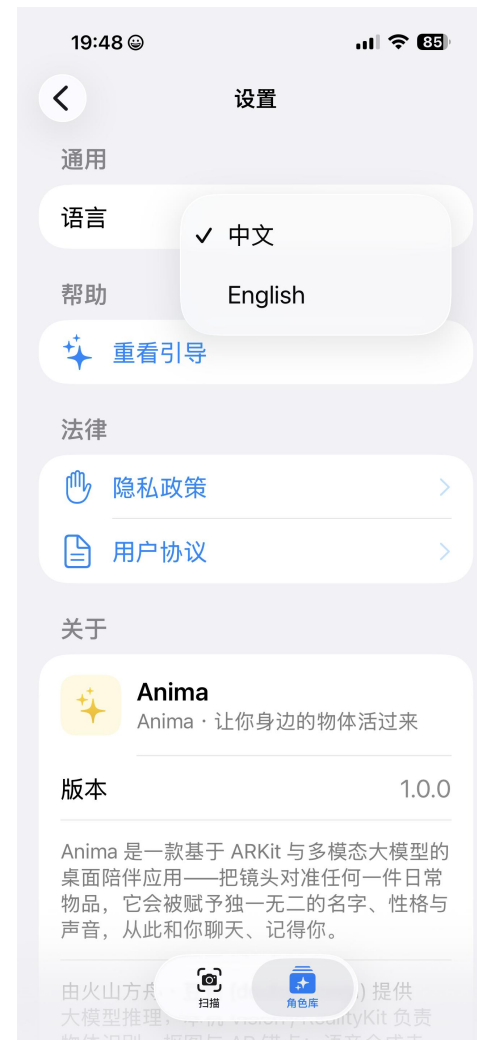 19:48
85
设置
通用
语言
中文
English
帮助
重看引导
法律
隐私政策
用户协议
关于
Anima
Anima · 让你身边的物体活过来
版本
1.0.0
Anima 是一款基于 ARKit 与多模态大模型的
桌面陪伴应用——把镜头对准任何一件日常
物品，它会被赋予独一无二的名字、性格与
声音，从此和你聊天、记得你。
由火山方舟 ) 提供
大模型推理，本机 Vision / RealityKit 负责
扫描
角色库